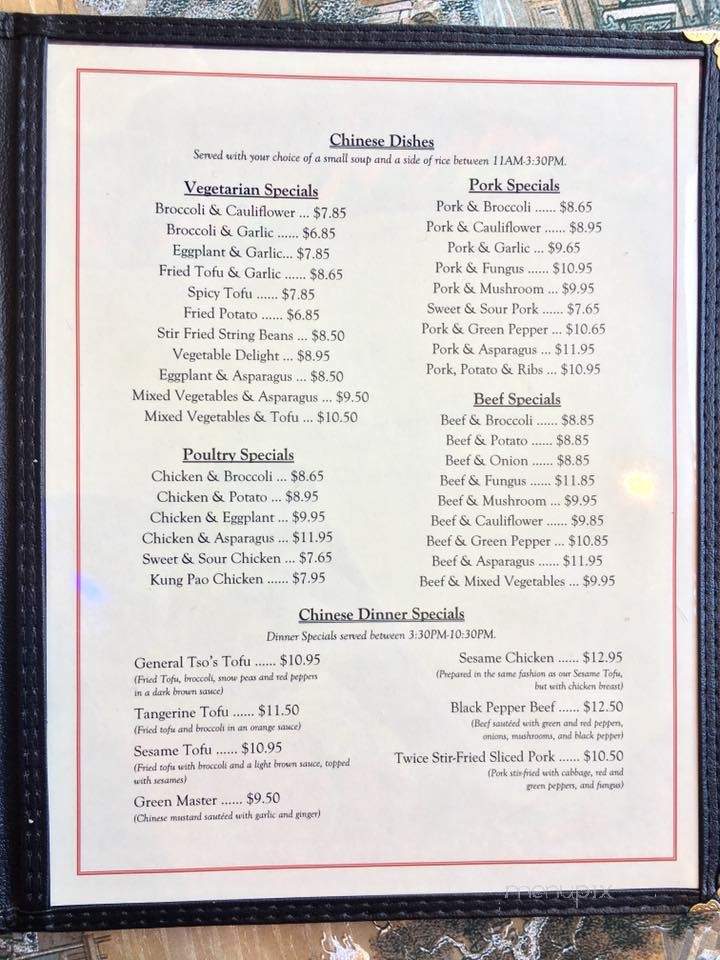 Chinese Dishes
Served with your choice of a small soup and a side of rice between 11AM-3:30PM.
Vegetarian Specials
Broccoli & Cauliflower ... $7.85
Broccoli & Garlic ...... $6.85
Eggplant & Garlic... $7.85
Fried Tofu & Garlic ...... $8.65
Spicy Tofu ...... $7.85
Fried Potato ...... $6.85
Stir Fried String Beans ... $8.50
Vegetable Delight ... $8.95
Eggplant & Asparagus ... $8.50
Mixed Vegetables & Asparagus ... $9.50
Mixed Vegetables & Tofu ... $10.50
Poultry Specials
Chicken & Broccoli ... $8.65
Chicken & Potato ... $8.95
Chicken & Eggplant ... $9.95
Chicken & Asparagus ... $11.95
Sweet & Sour Chicken ... $7.65
Kung Pao Chicken ...... $7.95
Pork Specials
Pork & Broccoli ...... $8.65
Pork & Cauliflower ...... $8.95
Pork & Garlic ... $9.65
Pork & Fungus ...... $10.95
Pork & Mushroom ... $9.95
Sweet & Sour Pork ...... $7.65
Pork & Green Pepper ... $10.65
Pork & Asparagus ... $11.95
Pork, Potato & Ribs ... $10.95
Beef Specials
Beef & Broccoli ...... $8.85
Beef & Potato ...... $8.85
Beef & Onion ...... $8.85
Beef & Fungus ...... $11.85
Beef & Mushroom ... $9.95
Beef & Cauliflower ...... $9.85
Beef & Green Pepper ... $10.85
Beef & Asparagus ...... $11.95
Beef & Mixed Vegetables ... $9.95
Chinese Dinner Specials
Dinner Specials served between 3:30PM-10:30PM.
General Tso's Tofu ...... $10.95
(Fried Tofu, broccoli, snow peas and red peppers
in a dark brown sauce)
Tangerine Tofu ...... $11.50
(Fried tofu and broccoli in an orange sauce)
Sesame Tofu ...... $10.95
(Fried tofu with broccoli and a light brown sauce, topped
with sesames)
Green Master ...... $9.50
(Chinese mustard sautéed with garlic and ginger)
Sesame Chicken ...... $12.95
(Prepared in the same fashion as our Sesame Tofu,
but with chicken breast)
Black Pepper Beef ...... $12.50
(Beef sautéed with green and red peppers,
onions, mushrooms, and black pepper)
Twice Stir-Fried Sliced Pork ...... $10.50
(Pork stir-fried with cabbage, red and
green peppers, and fungus)
menupix